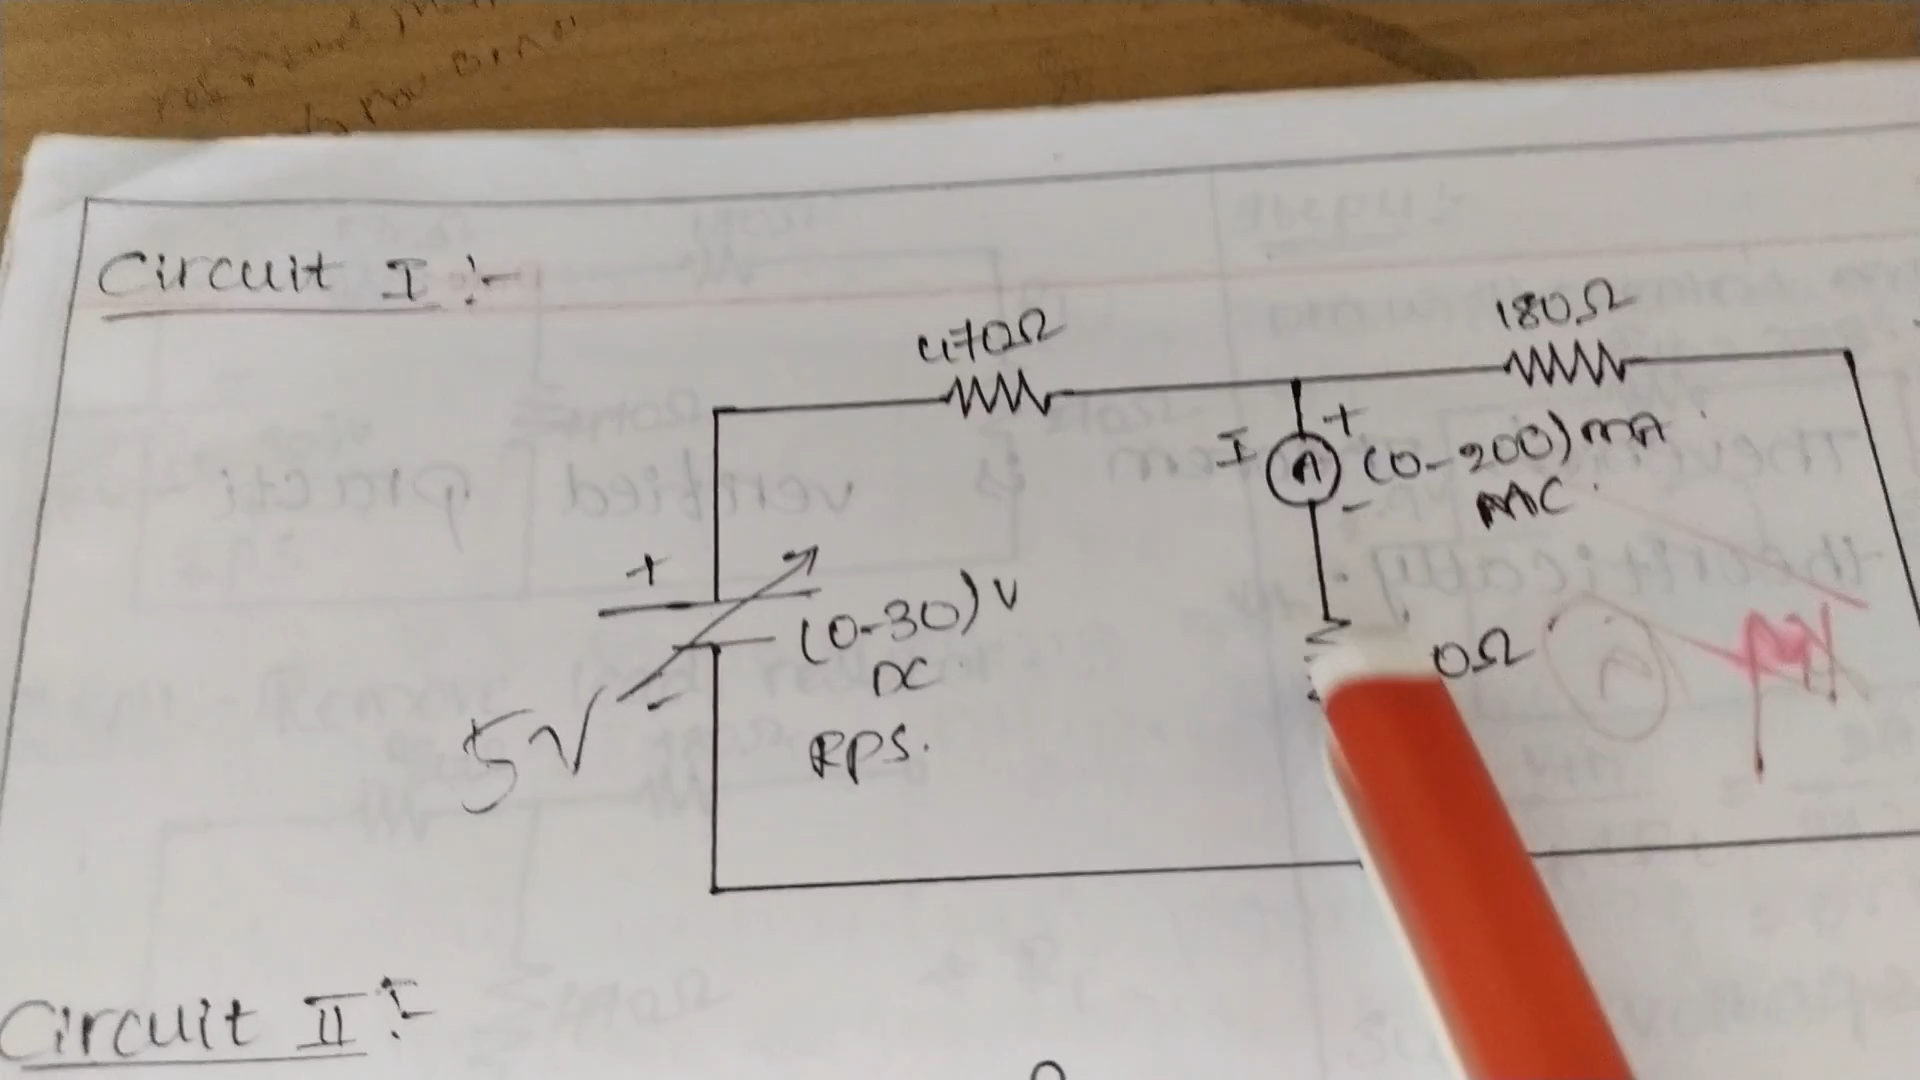 Circuit I :-
470Ω
180Ω
I
+
A
(0-200) mA
MC.
-
+
(0-30) V
DC
RPS.
-
5V
0Ω
Circuit II :-